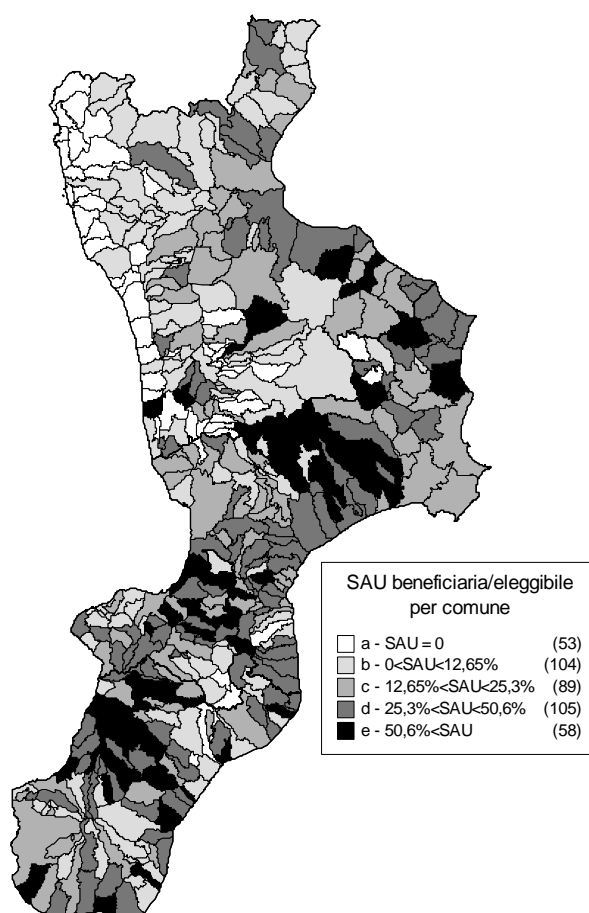 SAU beneficiaria/eleggibile
per comune
a - SAU = 0 (53)
b - 0<SAU<12,65% (104)
c - 12,65%<SAU<25,3% (89)
d - 25,3%<SAU<50,6% (105)
e - 50,6%<SAU (58)